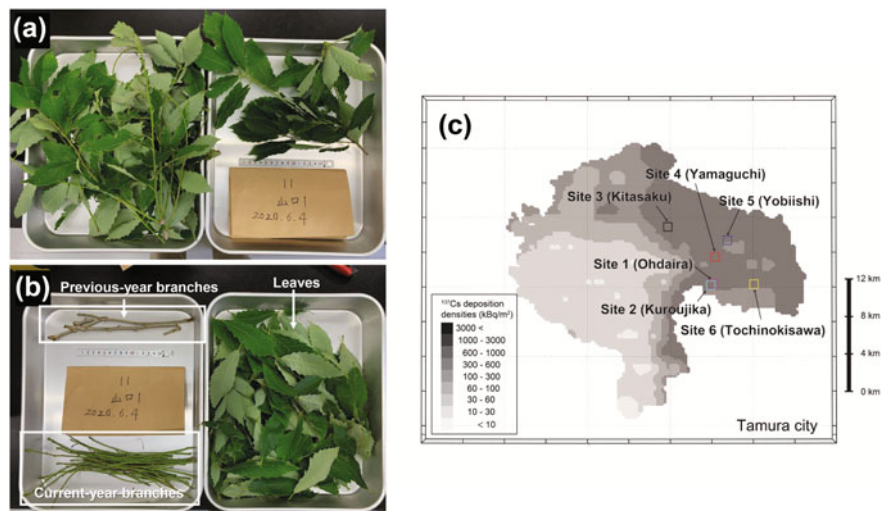 (a)
11
山口1
2020.6.4
(b)
Previous-year branches
Leaves
11
山口1
2020.6.4
Current-year branches
(c)
Site 4 (Yamaguchi)
Site 3 (Kitasaku)
Site 5 (Yobiishi)
Site 1 (Ohdaira)
Site 2 (Kuroujika)
Site 6 (Tochinokisawa)
¹³⁷Cs deposition
densities (kBq/m²)
3000 <
1000 - 3000
600 - 1000
300 - 600
100 - 300
60 - 100
30 - 60
10 - 30
< 10
12 km
8 km
4 km
0 km
Tamura city